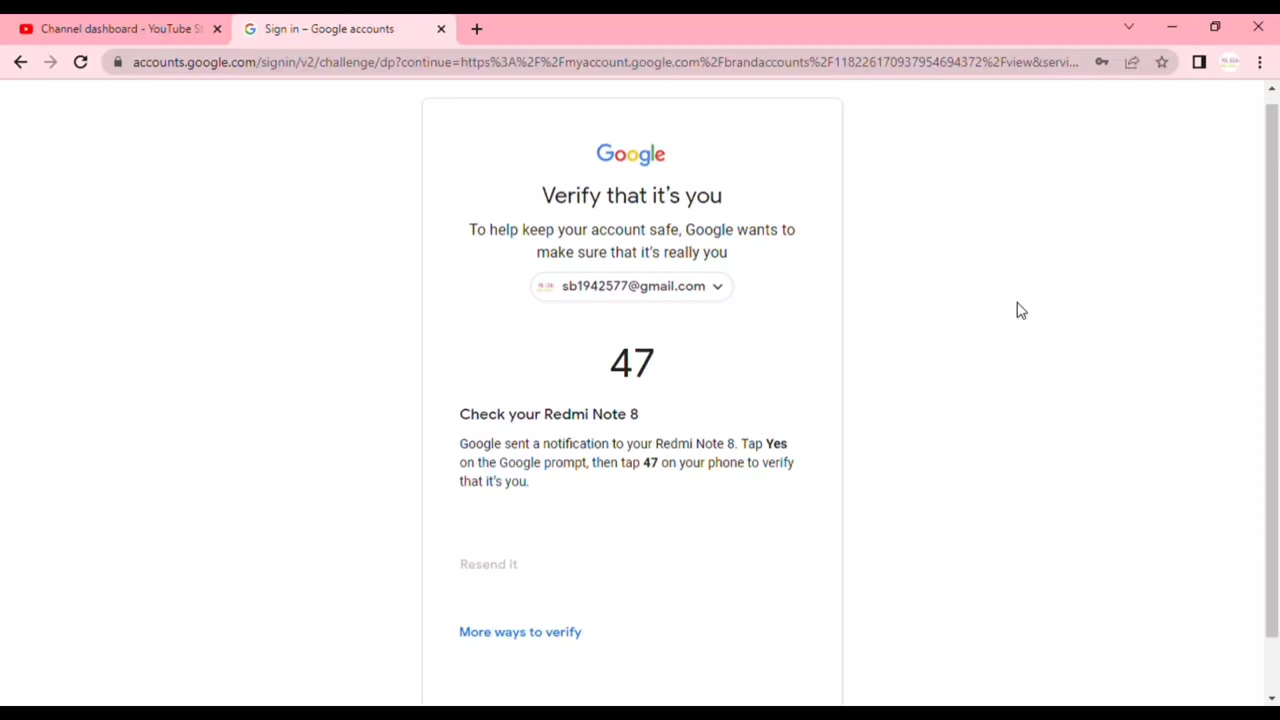 Channel dashboard - YouTube St
Sign in – Google accounts
accounts.google.com/signin/v2/challenge/dp?continue=https%3A%2F%2Fmyaccount.google.com%2Fbrandaccounts%2F118226170937954694372%2Fview&servi...
Google
Verify that it's you
To help keep your account safe, Google wants to
make sure that it's really you
sb1942577@gmail.com
47
Check your Redmi Note 8
Google sent a notification to your Redmi Note 8. Tap Yes
on the Google prompt, then tap 47 on your phone to verify
that it's you.
Resend it
More ways to verify